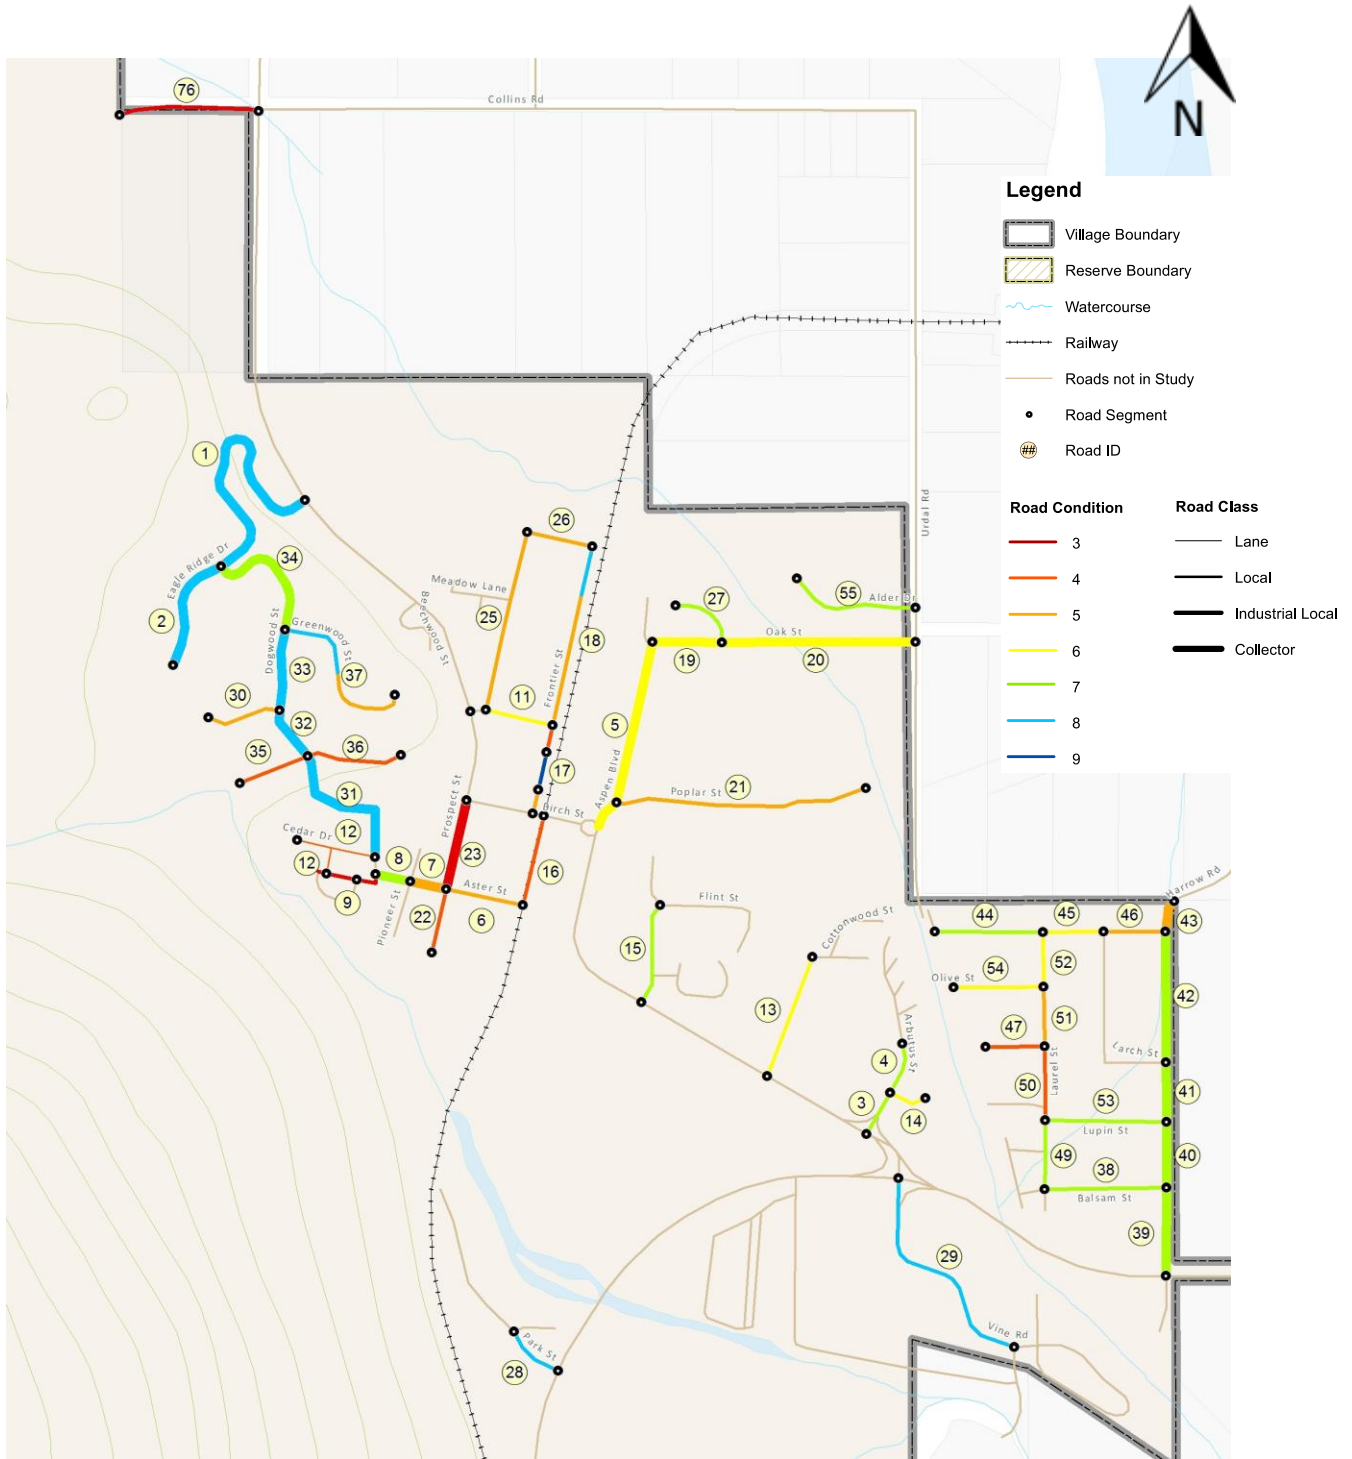 76
Collins Rd
N
Legend
Village Boundary
Reserve Boundary
Watercourse
Railway
Roads not in Study
Road Segment
## Road ID
Road Condition
Road Class
3
Lane
4
Local
5
Industrial Local
6
Collector
7
8
9
Urdal Rd
1
26
Eagle Ridge Dr
34
Meadow Lane
Beechwood St
25
27
55
Alder Dr
2
Greenwood St
Dogwood St
33
37
18
Frontier St
Oak St
19
20
30
32
11
5
35
36
17
Aspen Blvd
21
Poplar St
31
Prospect St
Birch St
12
Cedar Dr
23
8
7
12
16
9
Aster St
22
6
Pioneer St
Flint St
Cottonwood St
Harrow Rd
44
45
46
43
15
52
Olive St
54
13
42
51
47
Arbutus St
Larch St
4
Laurel St
50
41
3
14
53
Lupin St
49
38
40
Balsam St
39
29
Vine Rd
Park St
28